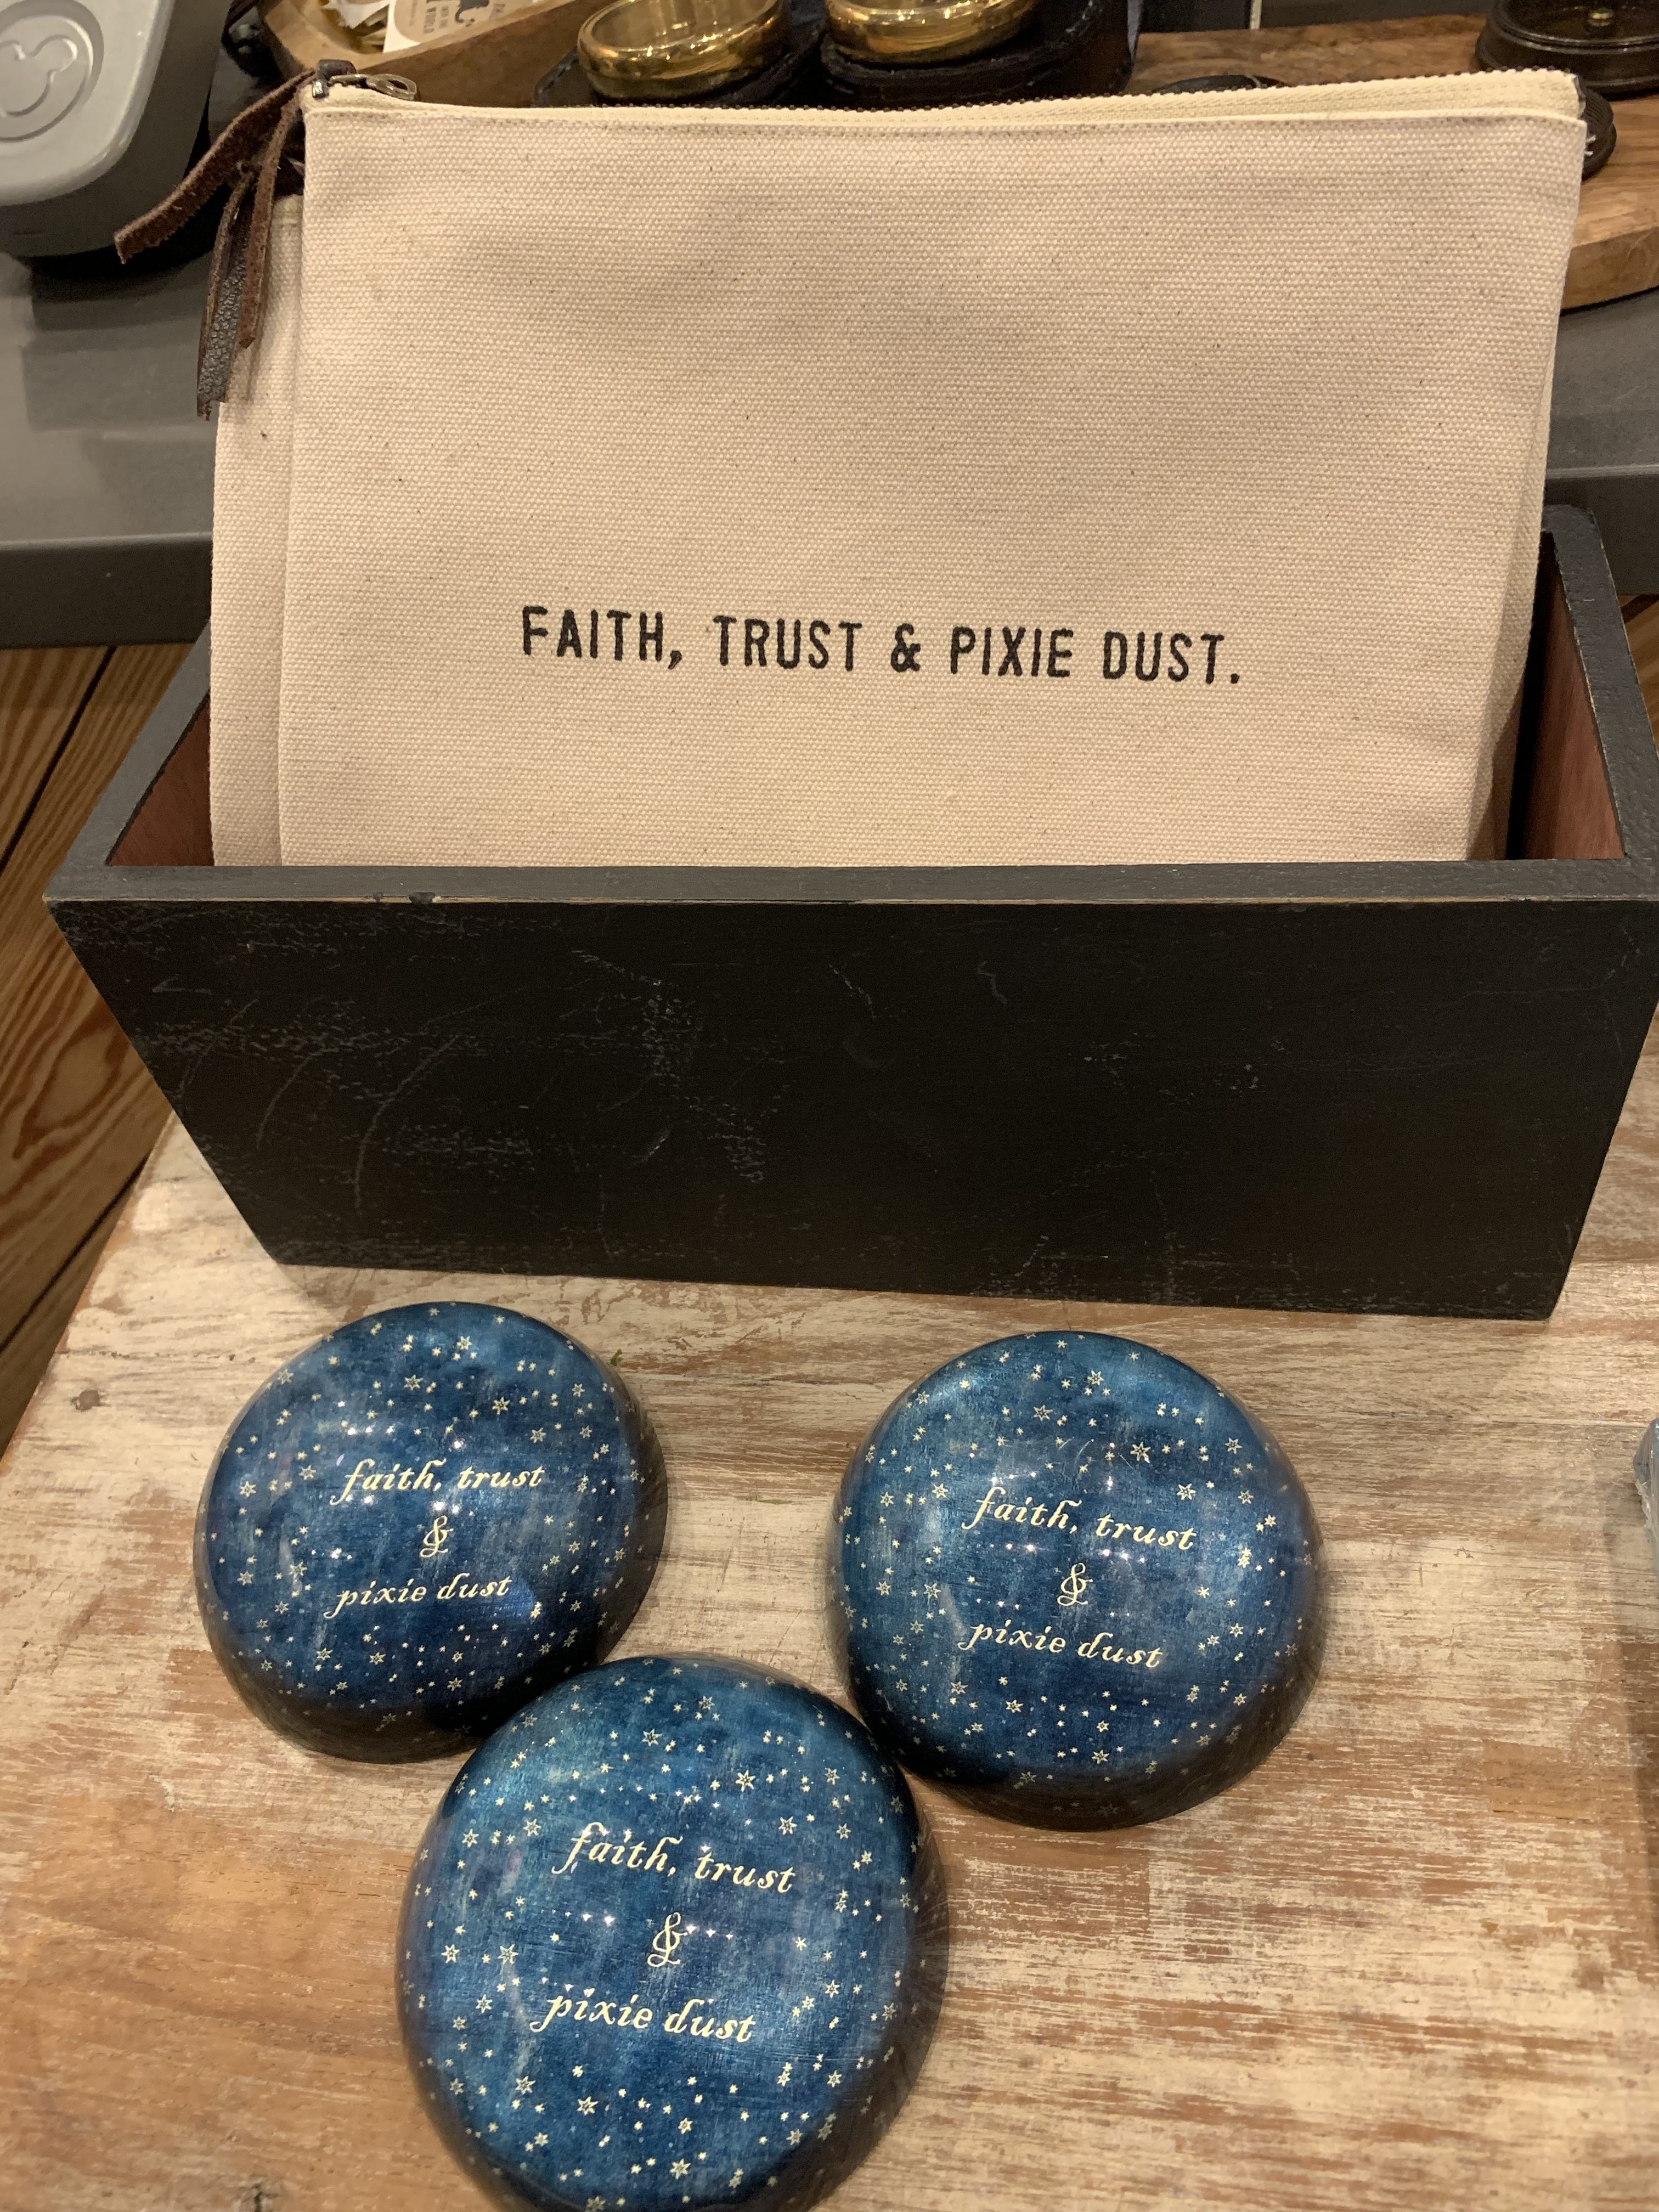 FAITH, TRUST & PIXIE DUST.
faith, trust
&
pixie dust
faith, trust
&
pixie dust
faith, trust
&
pixie dust